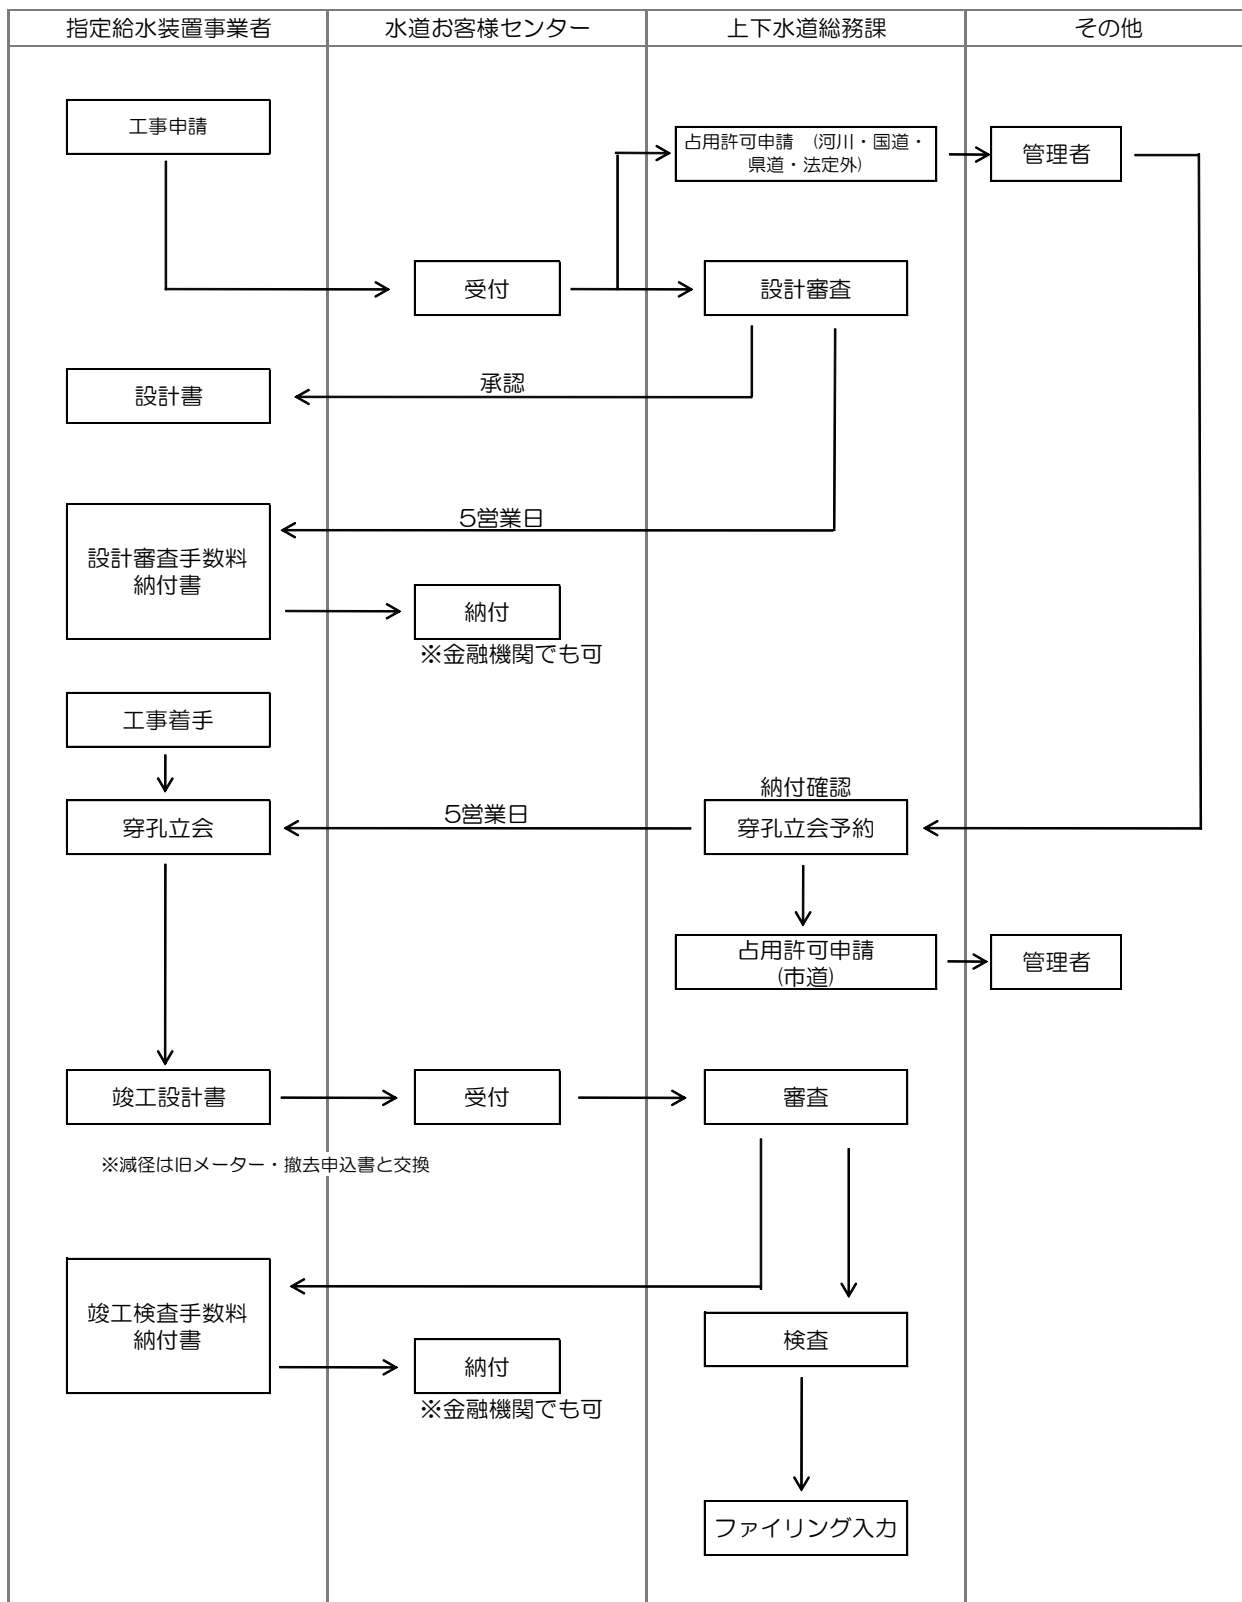 指定給水装置事業者
水道お客様センター
上下水道総務課
その他
工事申請
占用許可申請 (河川・国道・
県道・法定外)
管理者
受付
設計審査
承認
設計書
5営業日
設計審査手数料
納付書
納付
※金融機関でも可
工事着手
納付確認
穿孔立会
5営業日
穿孔立会予約
占用許可申請
(市道)
管理者
竣工設計書
受付
審査
※減径は旧メーター・撤去申込書と交換
竣工検査手数料
納付書
検査
納付
※金融機関でも可
ファイリング入力